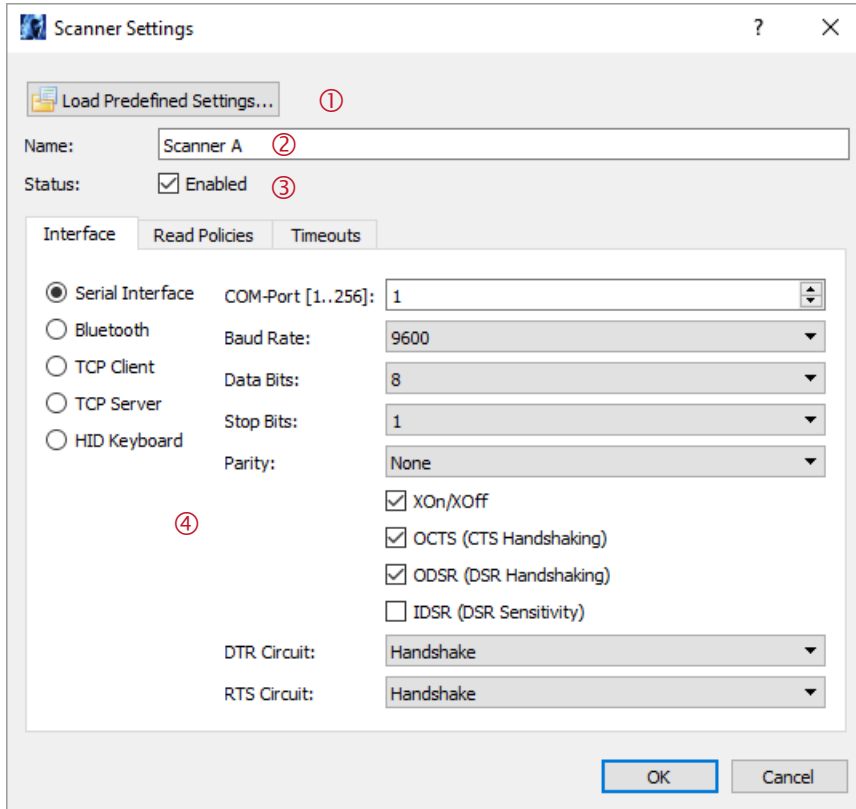 Scanner Settings ?
Load Predefined Settings... ①
Name: Scanner A ②
Status: Enabled ③
Interface Read Policies Timeouts
Serial Interface COM-Port [1..256]: 1
Bluetooth Baud Rate: 9600
TCP Client Data Bits: 8
TCP Server Stop Bits: 1
HID Keyboard Parity: None
XOn/XOff
④ OCTS (CTS Handshaking)
ODSR (DSR Handshaking)
IDSR (DSR Sensitivity)
DTR Circuit: Handshake
RTS Circuit: Handshake
OK Cancel